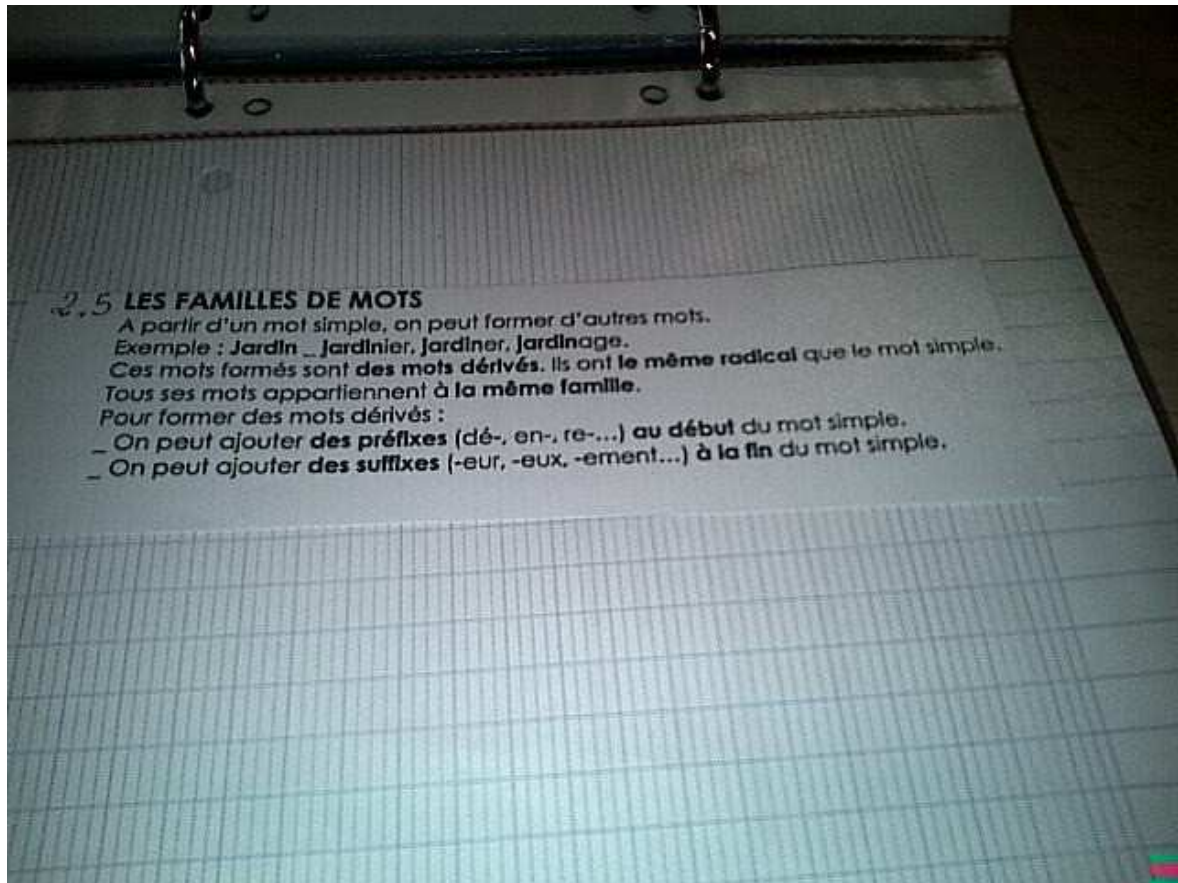 2.5 LES FAMILLES DE MOTS
A partir d'un mot simple, on peut former d'autres mots.
Exemple : Jardin _ Jardinier, Jardiner, Jardinage.
Ces mots formés sont des mots dérivés. Ils ont le même radical que le mot simple.
Tous ses mots appartiennent à la même famille.
Pour former des mots dérivés :
_ On peut ajouter des préfixes (dé-, en-, re-...) au début du mot simple.
_ On peut ajouter des suffixes (-eur, -eux, -ement...) à la fin du mot simple.